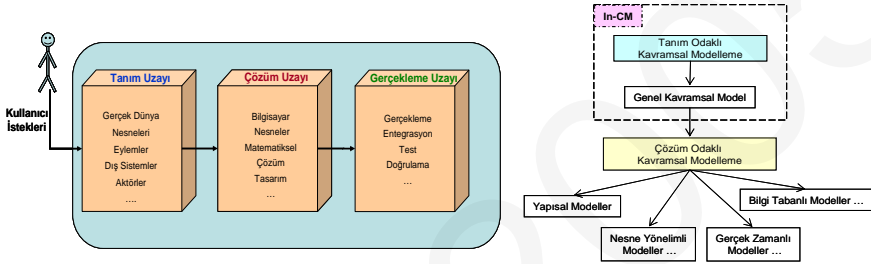 Kullanıcı
İstekleri
Tanım Uzayı
Gerçek Dünya
Nesneleri
Eylemler
Dış Sistemler
Aktörler
....
Çözüm Uzayı
Bilgisayar
Nesneler
Matematiksel
Çözüm
Tasarım
...
Gerçekleme Uzayı
Gerçekleme
Entegrasyon
Test
Doğrulama
...
In-CM
Tanım Odaklı
Kavramsal Modelleme
Genel Kavramsal Model
Çözüm Odaklı
Kavramsal Modelleme
Yapısal Modeller
Bilgi Tabanlı Modeller ...
Nesne Yönelimli
Modeller ...
Gerçek Zamanlı
Modeller ...